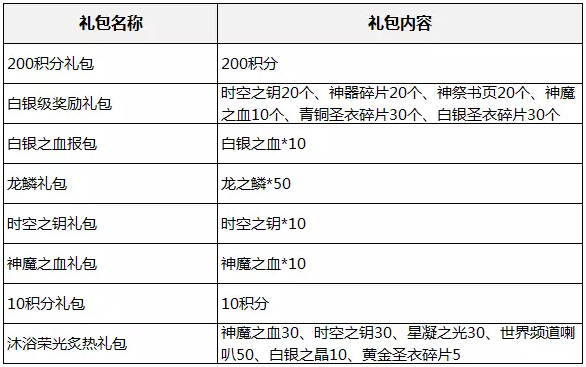 礼包名称 礼包内容
200积分礼包 200积分
白银级奖励礼包 时空之钥20个、神器碎片20个、神祭书页20个、神魔
之血10个、青铜圣衣碎片30个、白银圣衣碎片30个
白银之血报包 白银之血*10
龙鳞礼包 龙之鳞*50
时空之钥礼包 时空之钥*10
神魔之血礼包 神魔之血*10
10积分礼包 10积分
沐浴荣光炙热礼包 神魔之血30、时空之钥30、星凝之光30、世界频道喇
叭50、白银之晶10、黄金圣衣碎片5